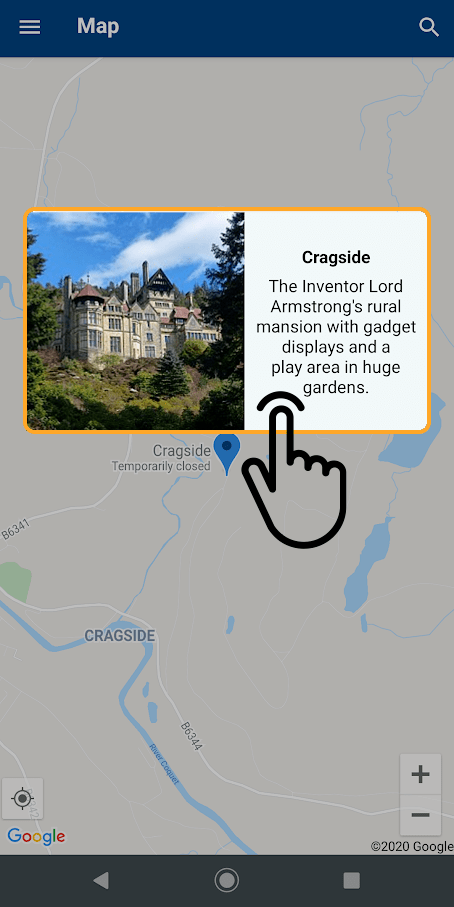 Map
Cragside
The Inventor Lord
Armstrong's rural
mansion with gadget
displays and a
play area in huge
gardens.
Cragside
Temporarily closed
B6341
CRAGSIDE
B6344
River Coquet
Google
©2020 Google